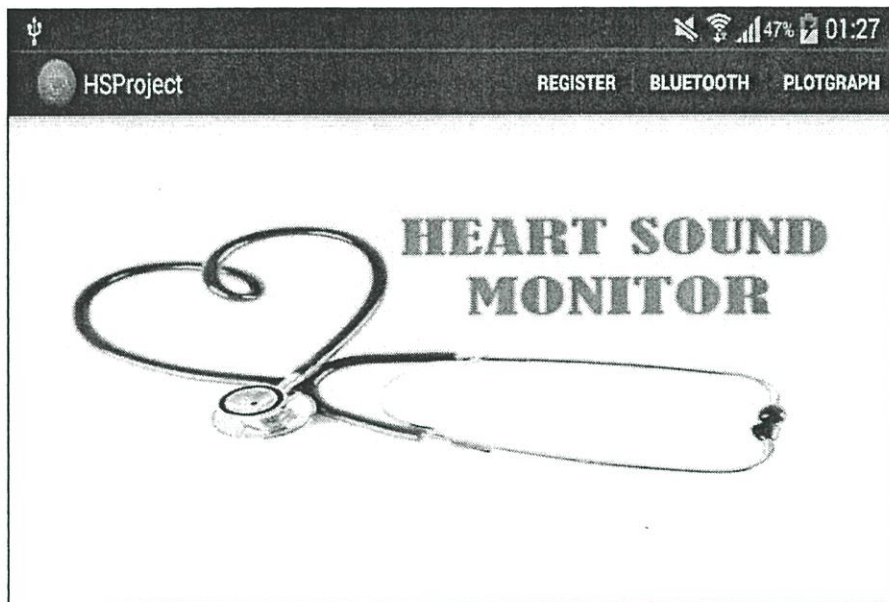 47% 01:27
HSProject REGISTER BLUETOOTH PLOTGRAPH
HEART SOUND
MONITOR